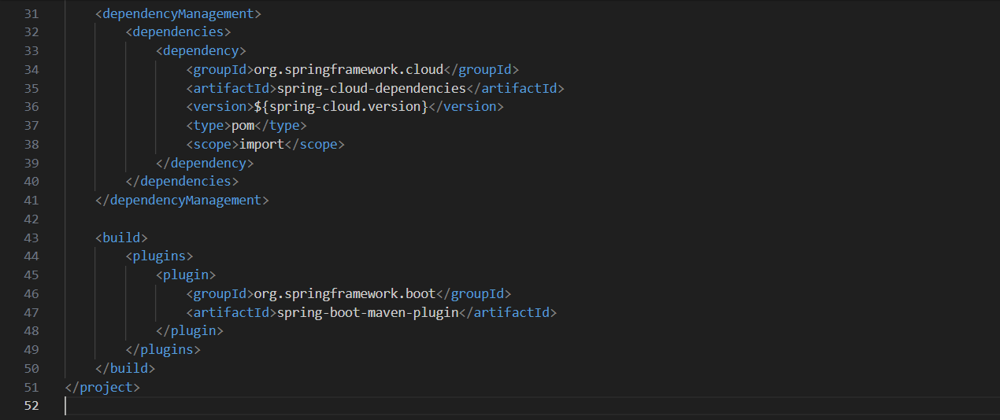 31 <dependencyManagement>
32 <dependencies>
33 <dependency>
34 <groupId>org.springframework.cloud</groupId>
35 <artifactId>spring-cloud-dependencies</artifactId>
36 <version>${spring-cloud.version}</version>
37 <type>pom</type>
38 <scope>import</scope>
39 </dependency>
40 </dependencies>
41 </dependencyManagement>
42
43 <build>
44 <plugins>
45 <plugin>
46 <groupId>org.springframework.boot</groupId>
47 <artifactId>spring-boot-maven-plugin</artifactId>
48 </plugin>
49 </plugins>
50 </build>
51 </project>
52